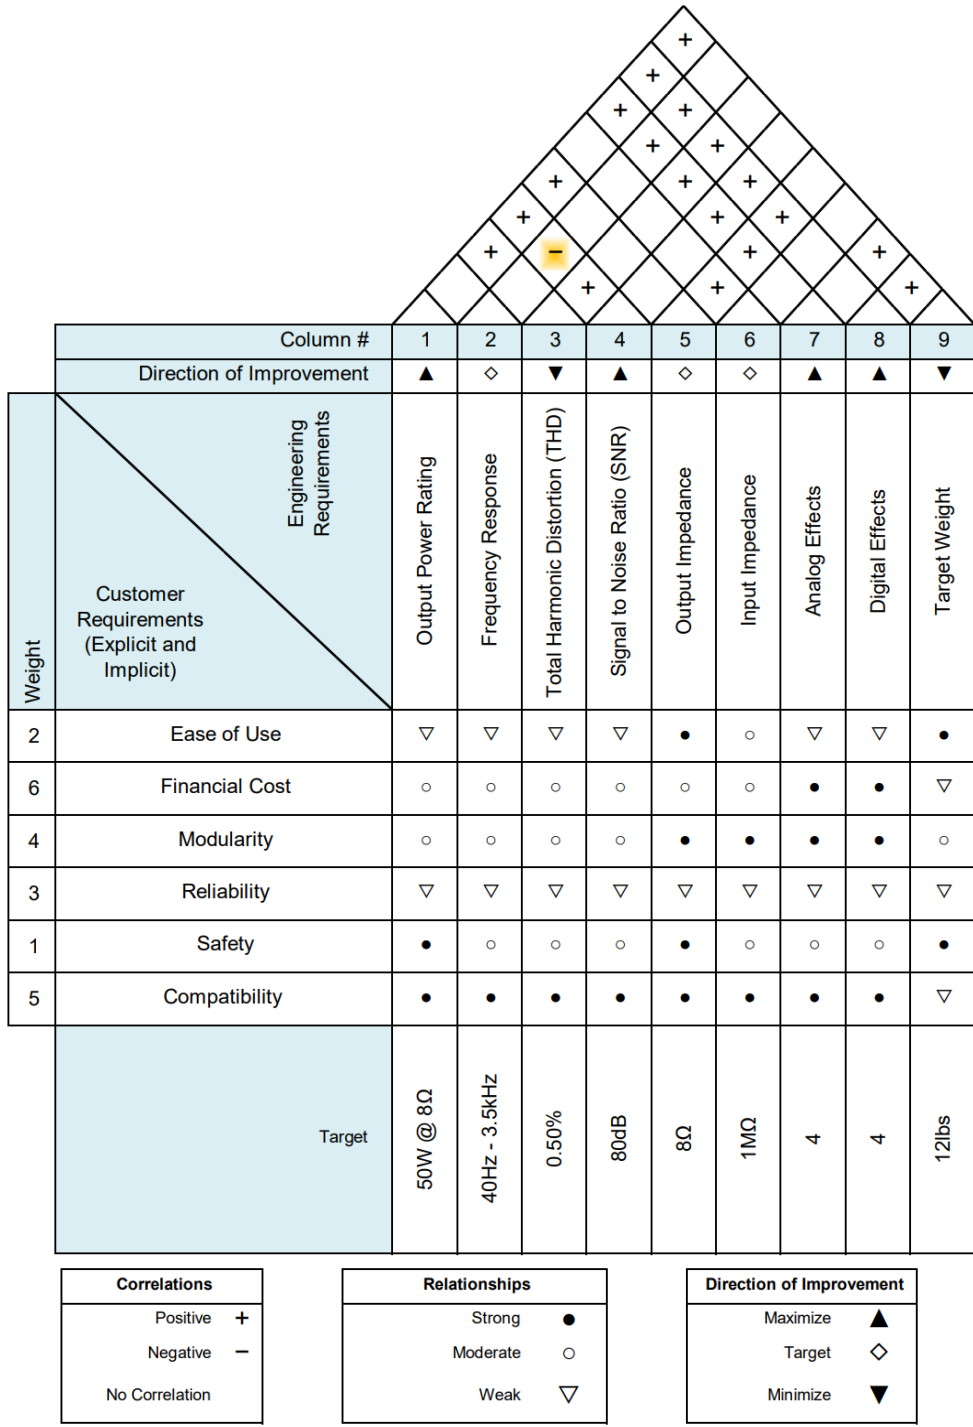 +
+
+ +
+ +
+ + +
+ + +
+ − + +
+ + +
Column # 1 2 3 4 5 6 7 8 9
Direction of Improvement ▲ ◇ ▼ ▲ ◇ ◇ ▲ ▲ ▼
Weight
Engineering
Requirements
Customer
Requirements
(Explicit and
Implicit)
Output Power Rating
Frequency Response
Total Harmonic Distortion (THD)
Signal to Noise Ratio (SNR)
Output Impedance
Input Impedance
Analog Effects
Digital Effects
Target Weight
2 Ease of Use ▽ ▽ ▽ ▽ ● ○ ▽ ▽ ●
6 Financial Cost ○ ○ ○ ○ ○ ○ ● ● ▽
4 Modularity ○ ○ ○ ○ ● ● ● ● ○
3 Reliability ▽ ▽ ▽ ▽ ▽ ▽ ▽ ▽ ▽
1 Safety ● ○ ○ ○ ● ○ ○ ○ ●
5 Compatibility ● ● ● ● ● ● ● ● ▽
Target
50W @ 8Ω
40Hz - 3.5kHz
0.50%
80dB
8Ω
1MΩ
4
4
12lbs
Correlations
Positive +
Negative −
No Correlation
Relationships
Strong ●
Moderate ○
Weak ▽
Direction of Improvement
Maximize ▲
Target ◇
Minimize ▼